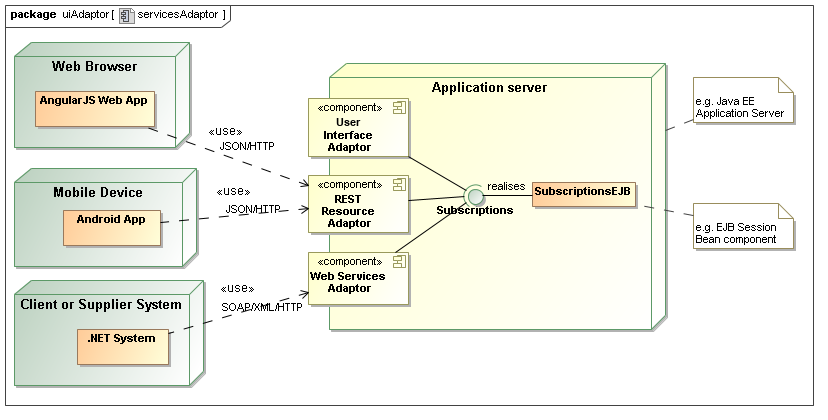 package uiAdaptor [ servicesAdaptor ]
Web Browser
AngularJS Web App
«use»
JSON/HTTP
Mobile Device
Android App
«use»
JSON/HTTP
Client or Supplier System
.NET System
«use»
SOAP/XML/HTTP
Application server
«component»
User
Interface
Adaptor
«component»
REST
Resource
Adaptor
«component»
Web Services
Adaptor
Subscriptions
realises
SubscriptionsEJB
e.g. Java EE
Application Server
e.g. EJB Session
Bean component